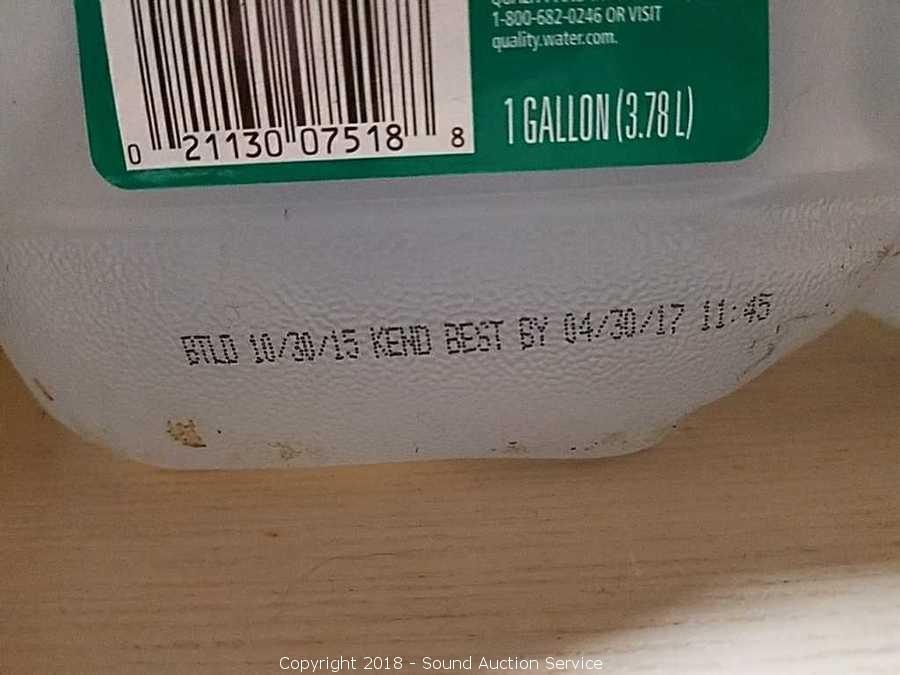 1-800-682-0246 OR VISIT
quality.water.com.
1 GALLON (3.78 L)
0 21130 07518 8
BTLD 10/30/15 KEND BEST BY 04/30/17 11:45
Copyright 2018 - Sound Auction Service